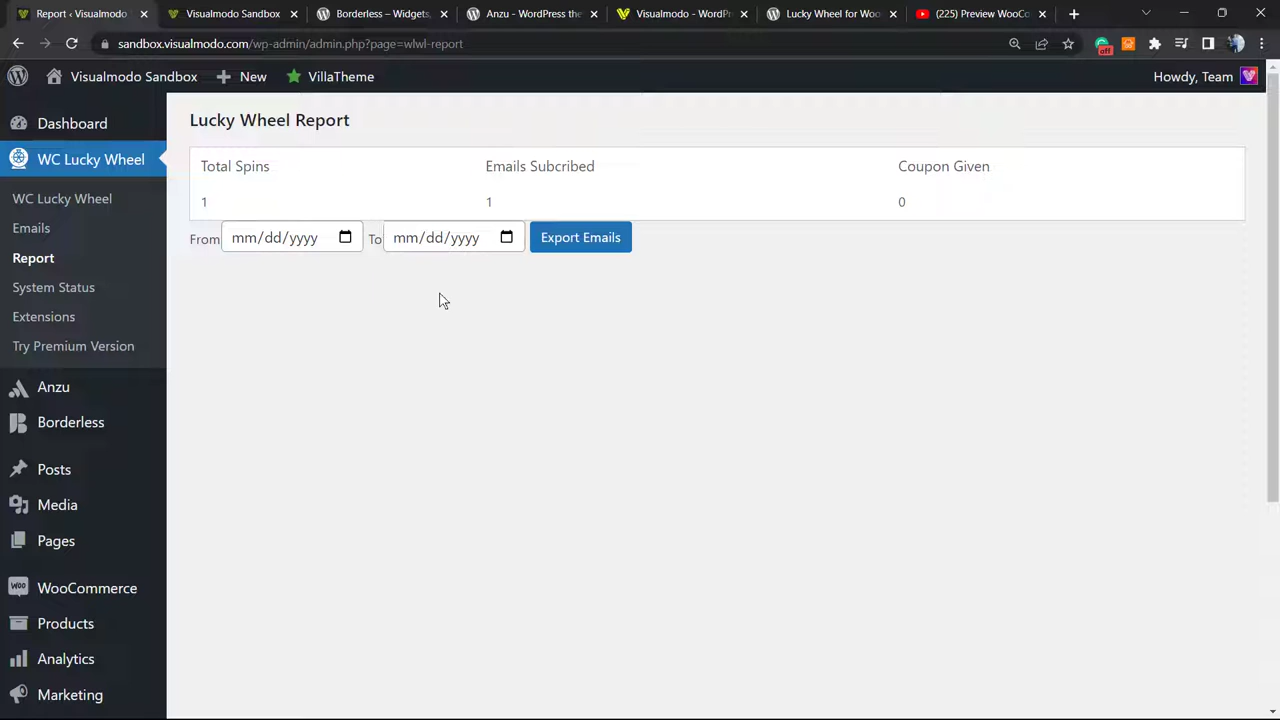 Report ‹ Visualmodo
Visualmodo Sandbox
Borderless – Widgets,
Anzu - WordPress the
Visualmodo - WordPr
Lucky Wheel for Woo
(225) Preview WooCo
sandbox.visualmodo.com/wp-admin/admin.php?page=wlwl-report
off
Visualmodo Sandbox
New
VillaTheme
Howdy, Team
Dashboard
WC Lucky Wheel
WC Lucky Wheel
Emails
Report
System Status
Extensions
Try Premium Version
Anzu
Borderless
Posts
Media
Pages
WOO
WooCommerce
Products
Analytics
Marketing
Lucky Wheel Report
Total Spins Emails Subcribed Coupon Given
1 1 0
From mm/dd/yyyy To mm/dd/yyyy Export Emails